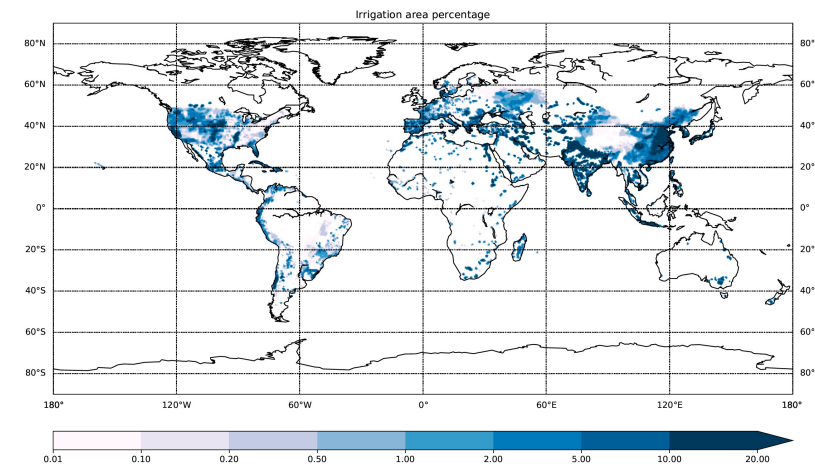 Irrigation area percentage
80°N 80°
60°N 60°
40°N 40°
20°N 20°
0° 0°
20°S 20°
40°S 40°
60°S 60°
80°S 80°
180° 120°W 60°W 0° 60°E 120°E 180°
0.01 0.10 0.20 0.50 1.00 2.00 5.00 10.00 20.00